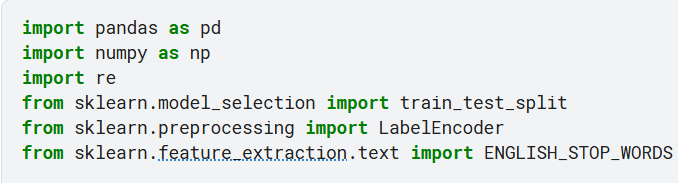 import pandas as pd
import numpy as np
import re
from sklearn.model_selection import train_test_split
from sklearn.preprocessing import LabelEncoder
from sklearn.feature_extraction.text import ENGLISH_STOP_WORDS